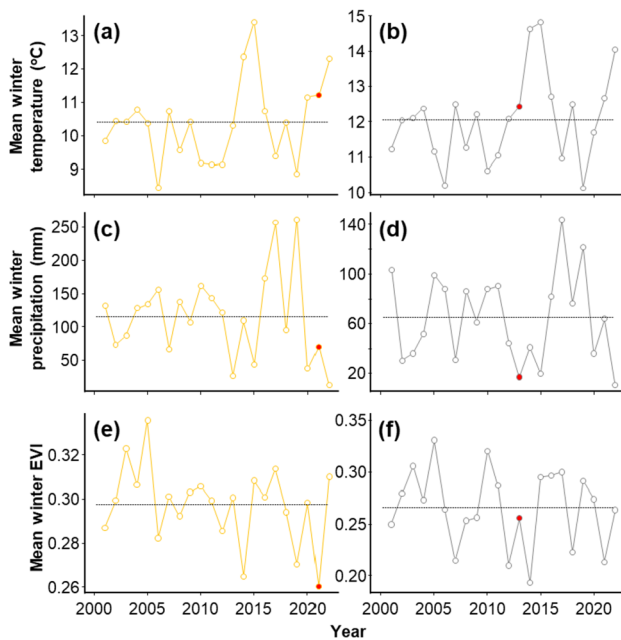 (a)
(b)
Mean winter
temperature (ºC)
13
12
11
10
9
15
14
13
12
11
10
(c)
(d)
Mean winter
precipitation (mm)
250
200
150
100
50
140
100
60
20
(e)
(f)
Mean winter EVI
0.32
0.30
0.28
0.26
0.35
0.30
0.25
0.20
2000 2005 2010 2015 2020
2000 2005 2010 2015 2020
Year